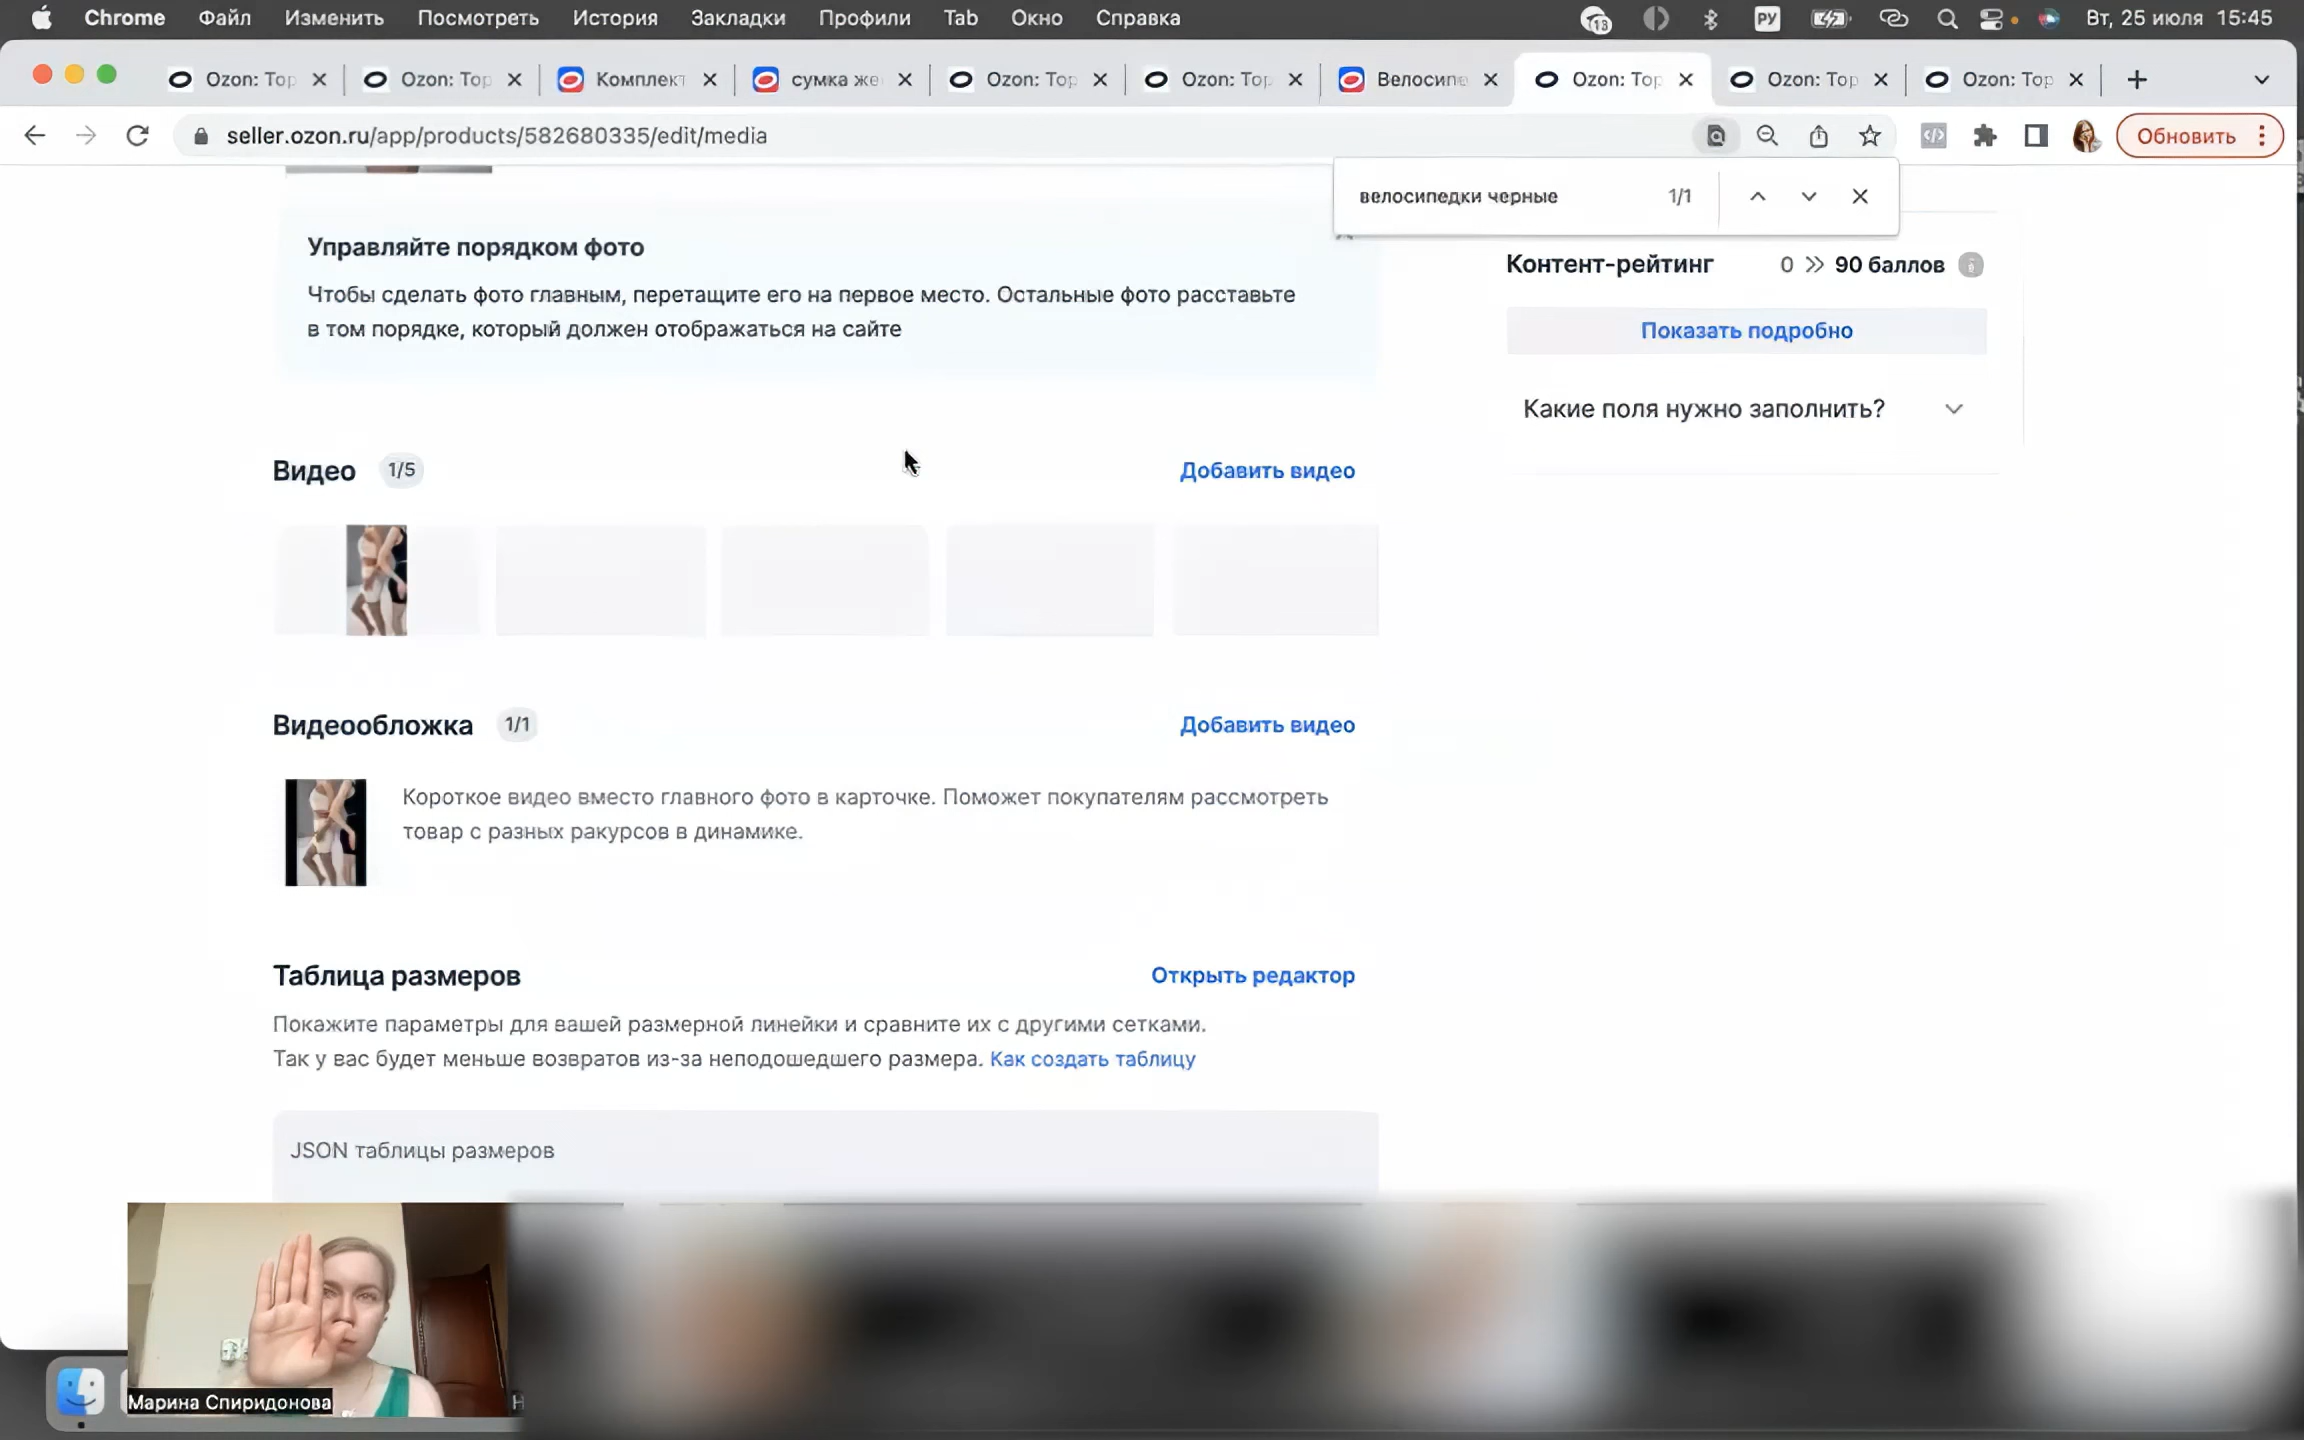 Chrome Файл Изменить Посмотреть История Закладки Профили Tab Окно Справка 13 РУ Вт, 25 июля 15:45
Ozon: Тор Ozon: Тор Комплект сумка же Ozon: Тор Ozon: Тор Велосипе Ozon: Тор Ozon: Тор Ozon: Тор
seller.ozon.ru/app/products/582680335/edit/media Обновить
велосипедки черные 1/1
Управляйте порядком фото
Чтобы сделать фото главным, перетащите его на первое место. Остальные фото расставьте
в том порядке, который должен отображаться на сайте
Контент-рейтинг 0 90 баллов
Показать подробно
Какие поля нужно заполнить?
Видео 1/5 Добавить видео
Видеообложка 1/1 Добавить видео
Короткое видео вместо главного фото в карточке. Поможет покупателям рассмотреть
товар с разных ракурсов в динамике.
Таблица размеров Открыть редактор
Покажите параметры для вашей размерной линейки и сравните их с другими сетками.
Так у вас будет меньше возвратов из-за неподошедшего размера. Как создать таблицу
JSON таблицы размеров
Марина Спиридонова